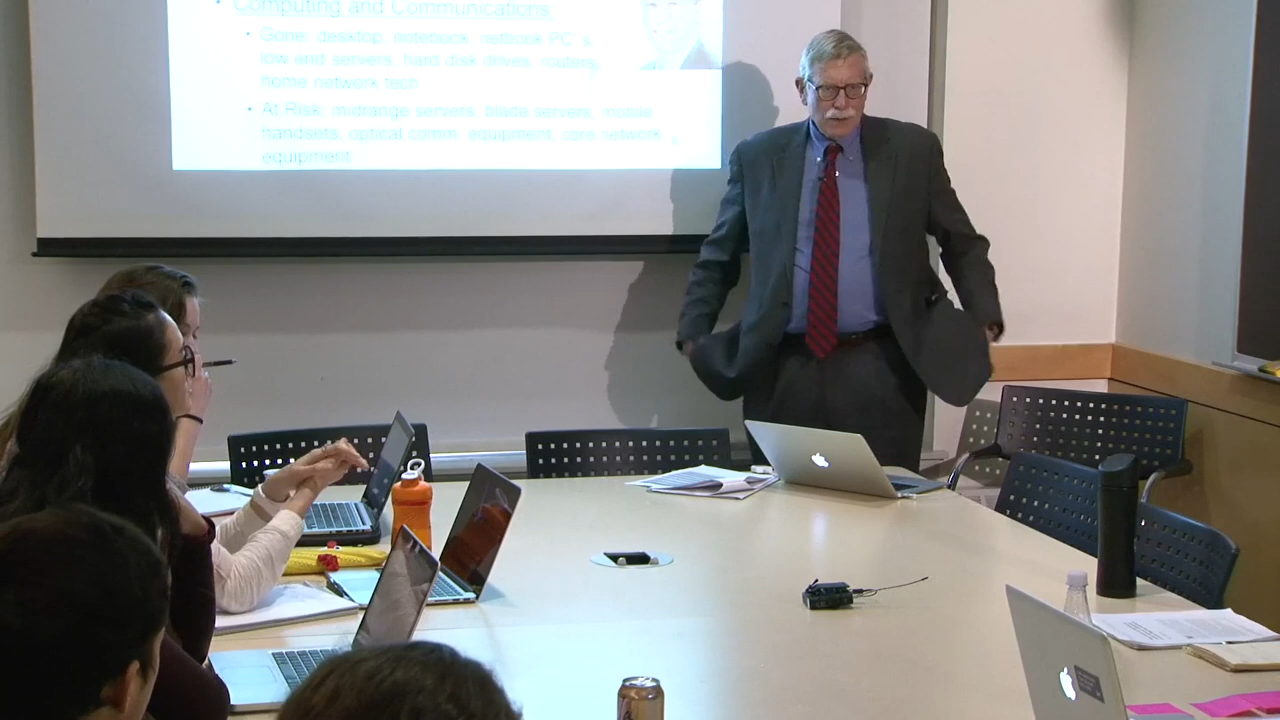 • Computing and Communications:
• Gone: desktop, notebook, netbook PC's,
low end servers, hard disk drives, routers,
home network tech
• At Risk: midrange servers, blade servers, mobile
handsets, optical comm. equipment, core network
equipment